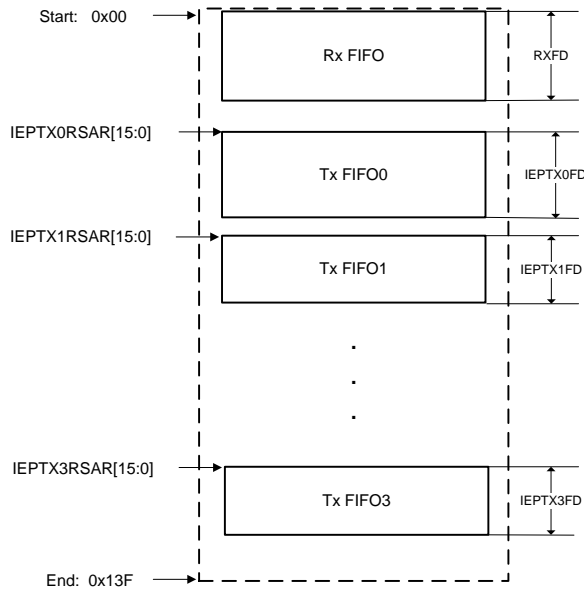 Start: 0x00
Rx FIFO
RXFD
IEPTX0RSAR[15:0]
Tx FIFO0
IEPTX0FD
IEPTX1RSAR[15:0]
Tx FIFO1
IEPTX1FD
.
.
.
IEPTX3RSAR[15:0]
Tx FIFO3
IEPTX3FD
End: 0x13F